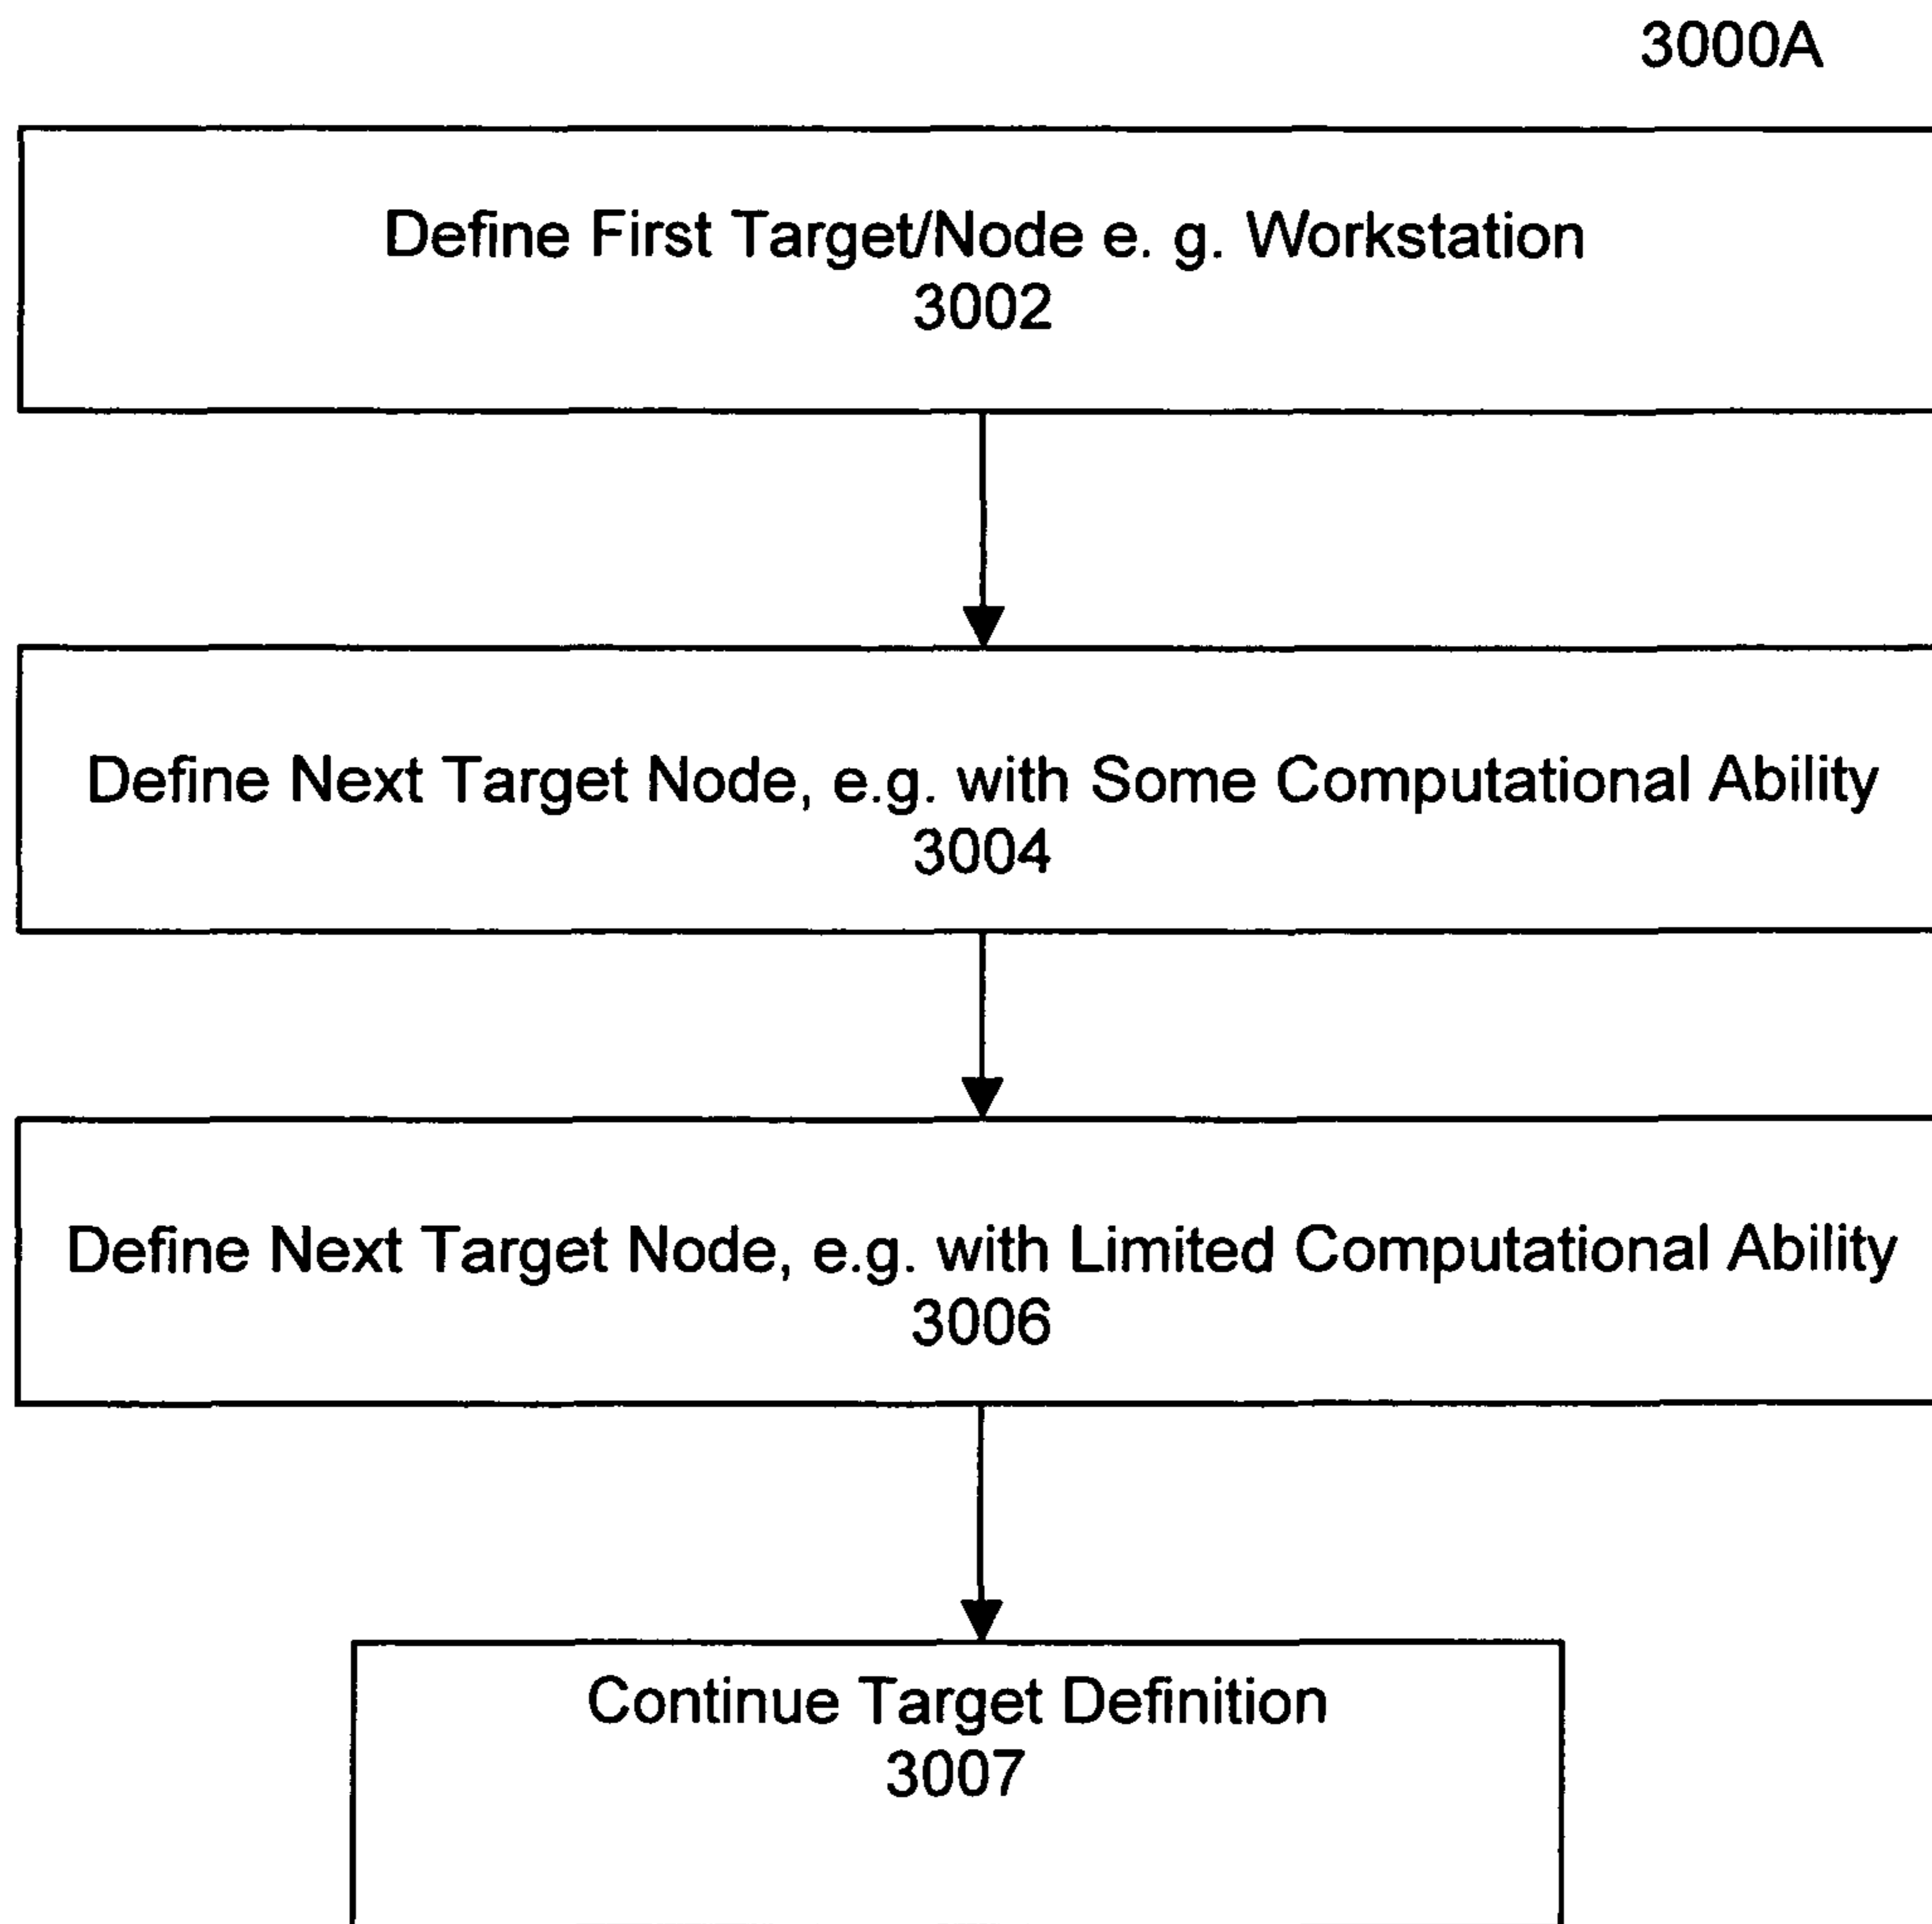 3000A
Define First Target/Node e. g. Workstation
3002
Define Next Target Node, e.g. with Some Computational Ability
3004
Define Next Target Node, e.g. with Limited Computational Ability
3006
Continue Target Definition
3007